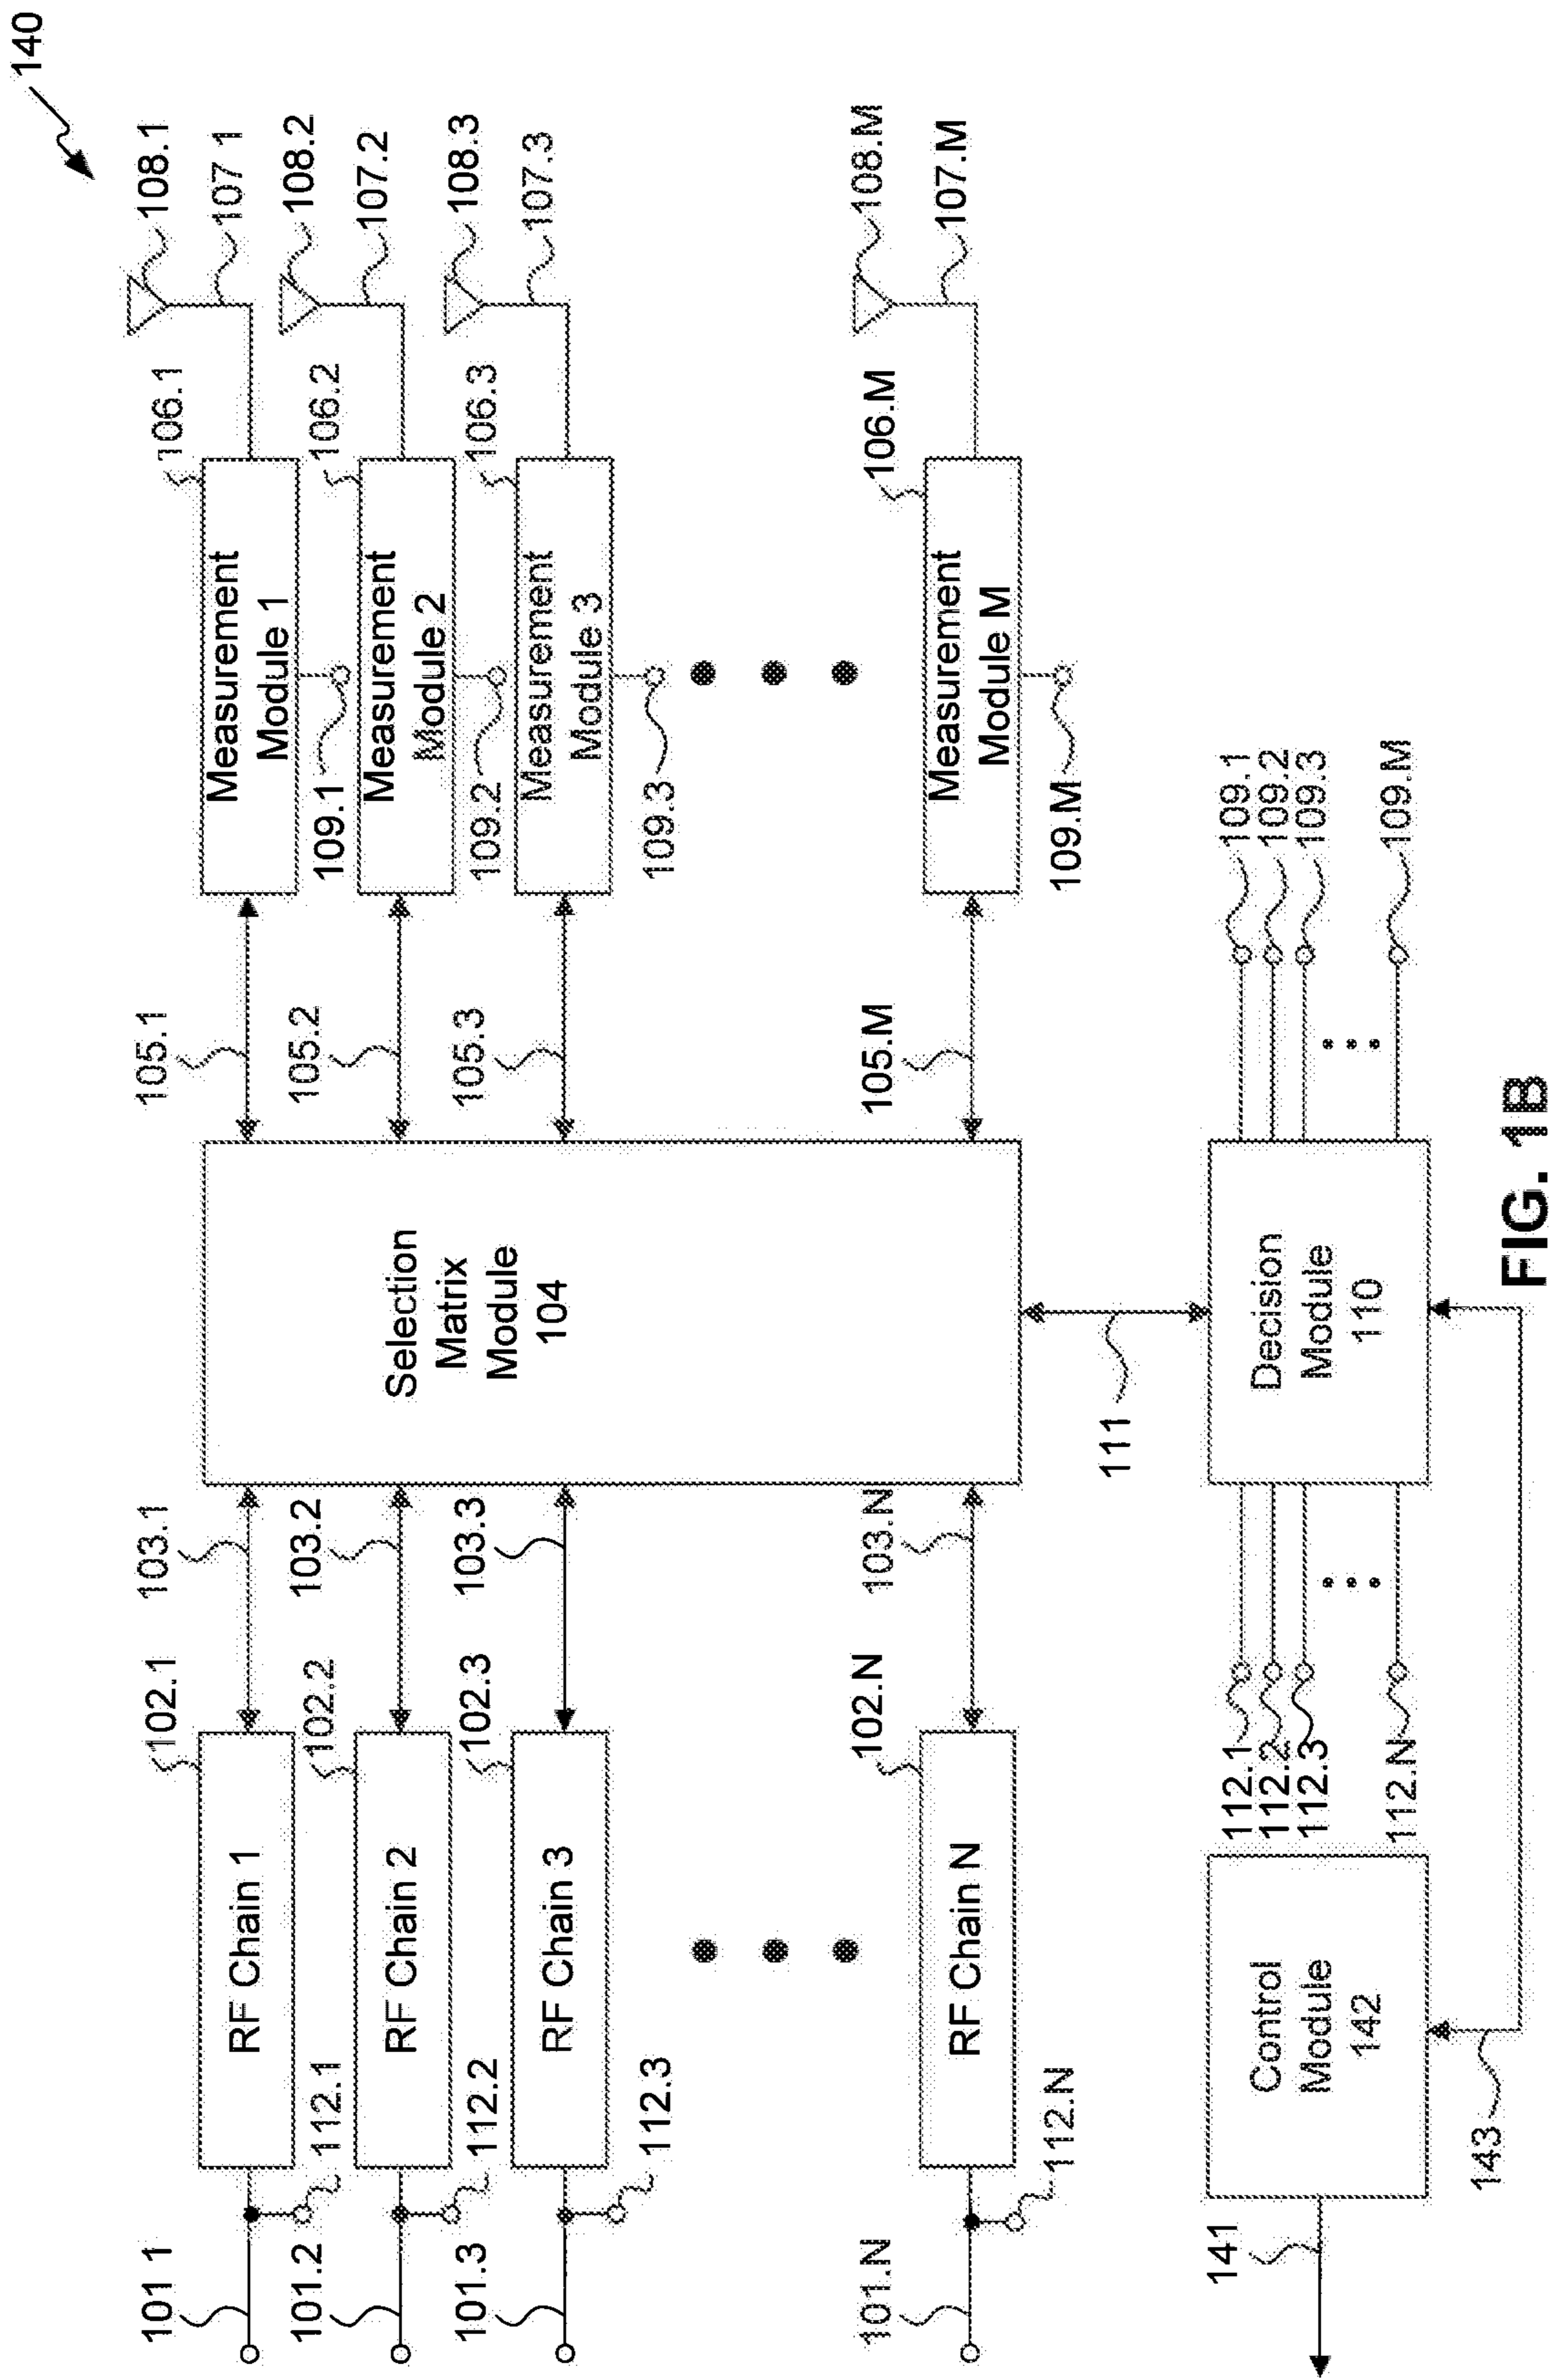 140
108.1
107 1
108.2
107.2
108.3
107.3
108.M
107.M
106.1
106.2
106.3
106.M
Measurement
Module 1
Measurement
Module 2
Measurement
Module 3
Measurement
Module M
109.1
109.2
109.3
109.M
105.1
105.2
105.3
105.M
Selection
Matrix
Module
104
103.1
103.2
103.3
103.N
102.1
102.2
102.3
102.N
RF Chain 1
RF Chain 2
RF Chain 3
RF Chain N
112.1
112.2
112.3
112.N
101 1
101.2
101.3
101.N
111
109.1
109.2
109.3
109.M
Decision
Module
110
112.1
112.2
112.3
112.N
Control
Module
142
143
141
FIG. 1B